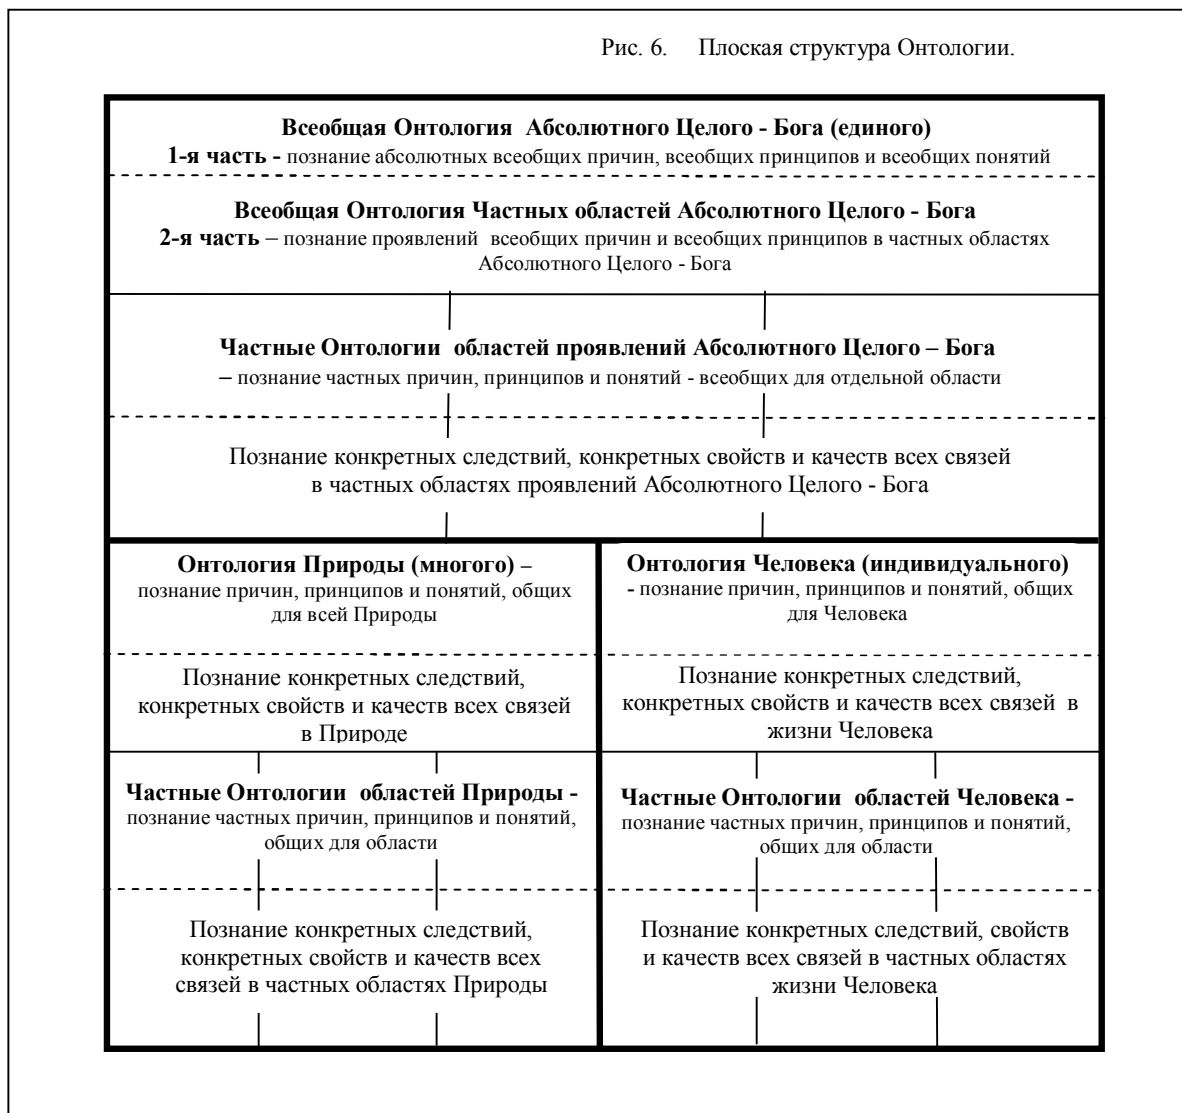 Рис. 6. Плоская структура Онтологии.
Всеобщая Онтология Абсолютного Целого - Бога (единого)
1-я часть - познание абсолютных всеобщих причин, всеобщих принципов и всеобщих понятий
Всеобщая Онтология Частных областей Абсолютного Целого - Бога
2-я часть – познание проявлений всеобщих причин и всеобщих принципов в частных областях
Абсолютного Целого - Бога
Частные Онтологии областей проявлений Абсолютного Целого – Бога
– познание частных причин, принципов и понятий - всеобщих для отдельной области
Познание конкретных следствий, конкретных свойств и качеств всех связей
в частных областях проявлений Абсолютного Целого - Бога
Онтология Природы (многого) –
познание причин, принципов и понятий, общих
для всей Природы
Познание конкретных следствий,
конкретных свойств и качеств всех связей
в Природе
Онтология Человека (индивидуального)
- познание причин, принципов и понятий, общих
для Человека
Познание конкретных следствий,
конкретных свойств и качеств всех связей в
жизни Человека
Частные Онтологии областей Природы -
познание частных причин, принципов и понятий,
общих для области
Познание конкретных следствий,
конкретных свойств и качеств всех
связей в частных областях Природы
Частные Онтологии областей Человека -
познание частных причин, принципов и понятий,
общих для области
Познание конкретных следствий, свойств
и качеств всех связей в частных областях
жизни Человека